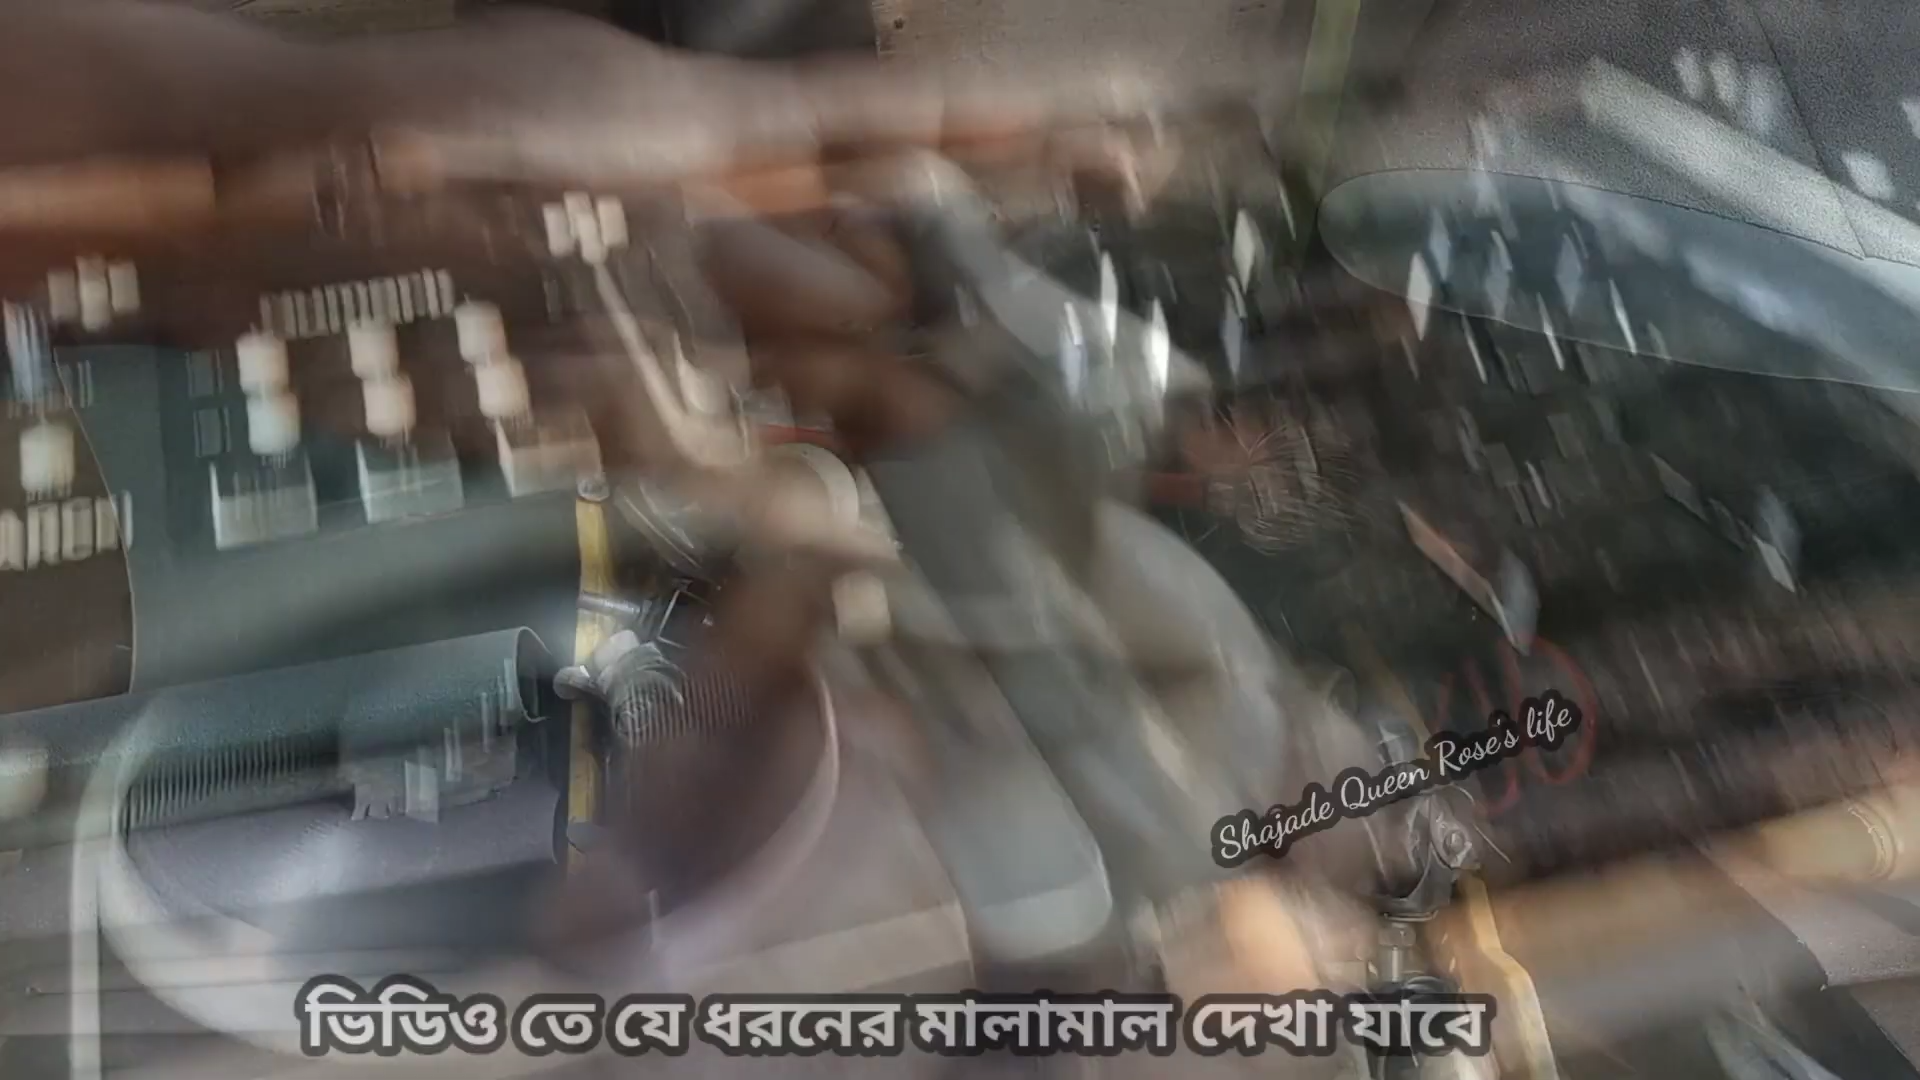 Shajade Queen Rose's life
ভিডিও তে যে ধরনের মালামাল দেখা যাবে